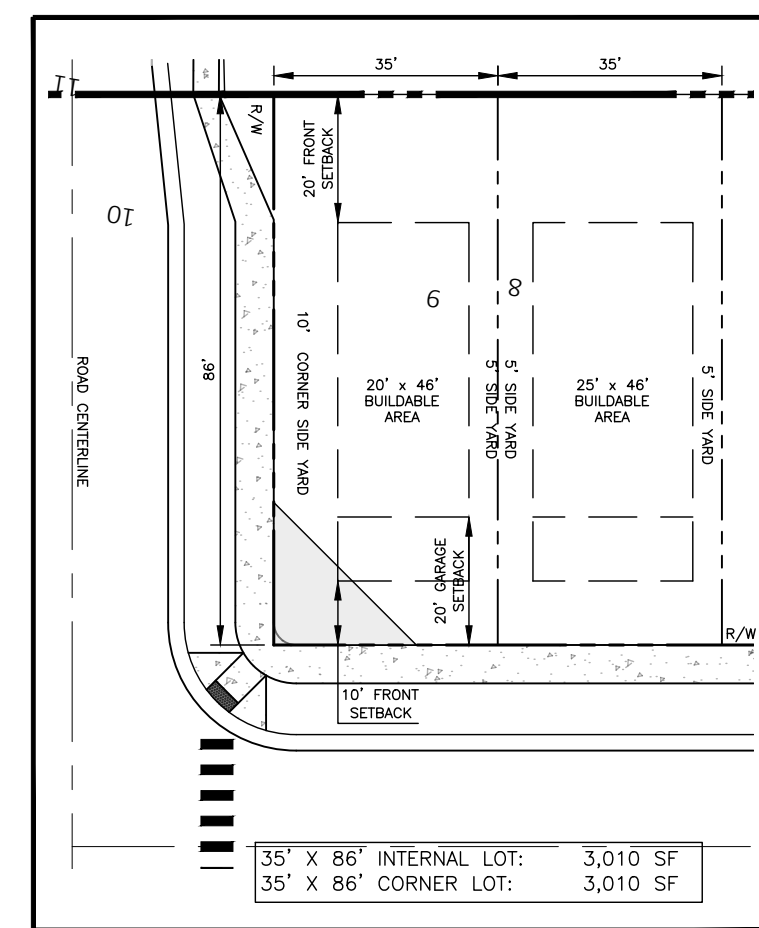 35'
35'
11
R/W
20' FRONT
SETBACK
10
9
8
86'
10' CORNER SIDE YARD
ROAD CENTERLINE
20' x 46'
BUILDABLE
AREA
5' SIDE YARD
5' SIDE YARD
25' x 46'
BUILDABLE
AREA
5' SIDE YARD
20' GARAGE
SETBACK
R/W
10' FRONT
SETBACK
35' X 86' INTERNAL LOT: 3,010 SF
35' X 86' CORNER LOT: 3,010 SF